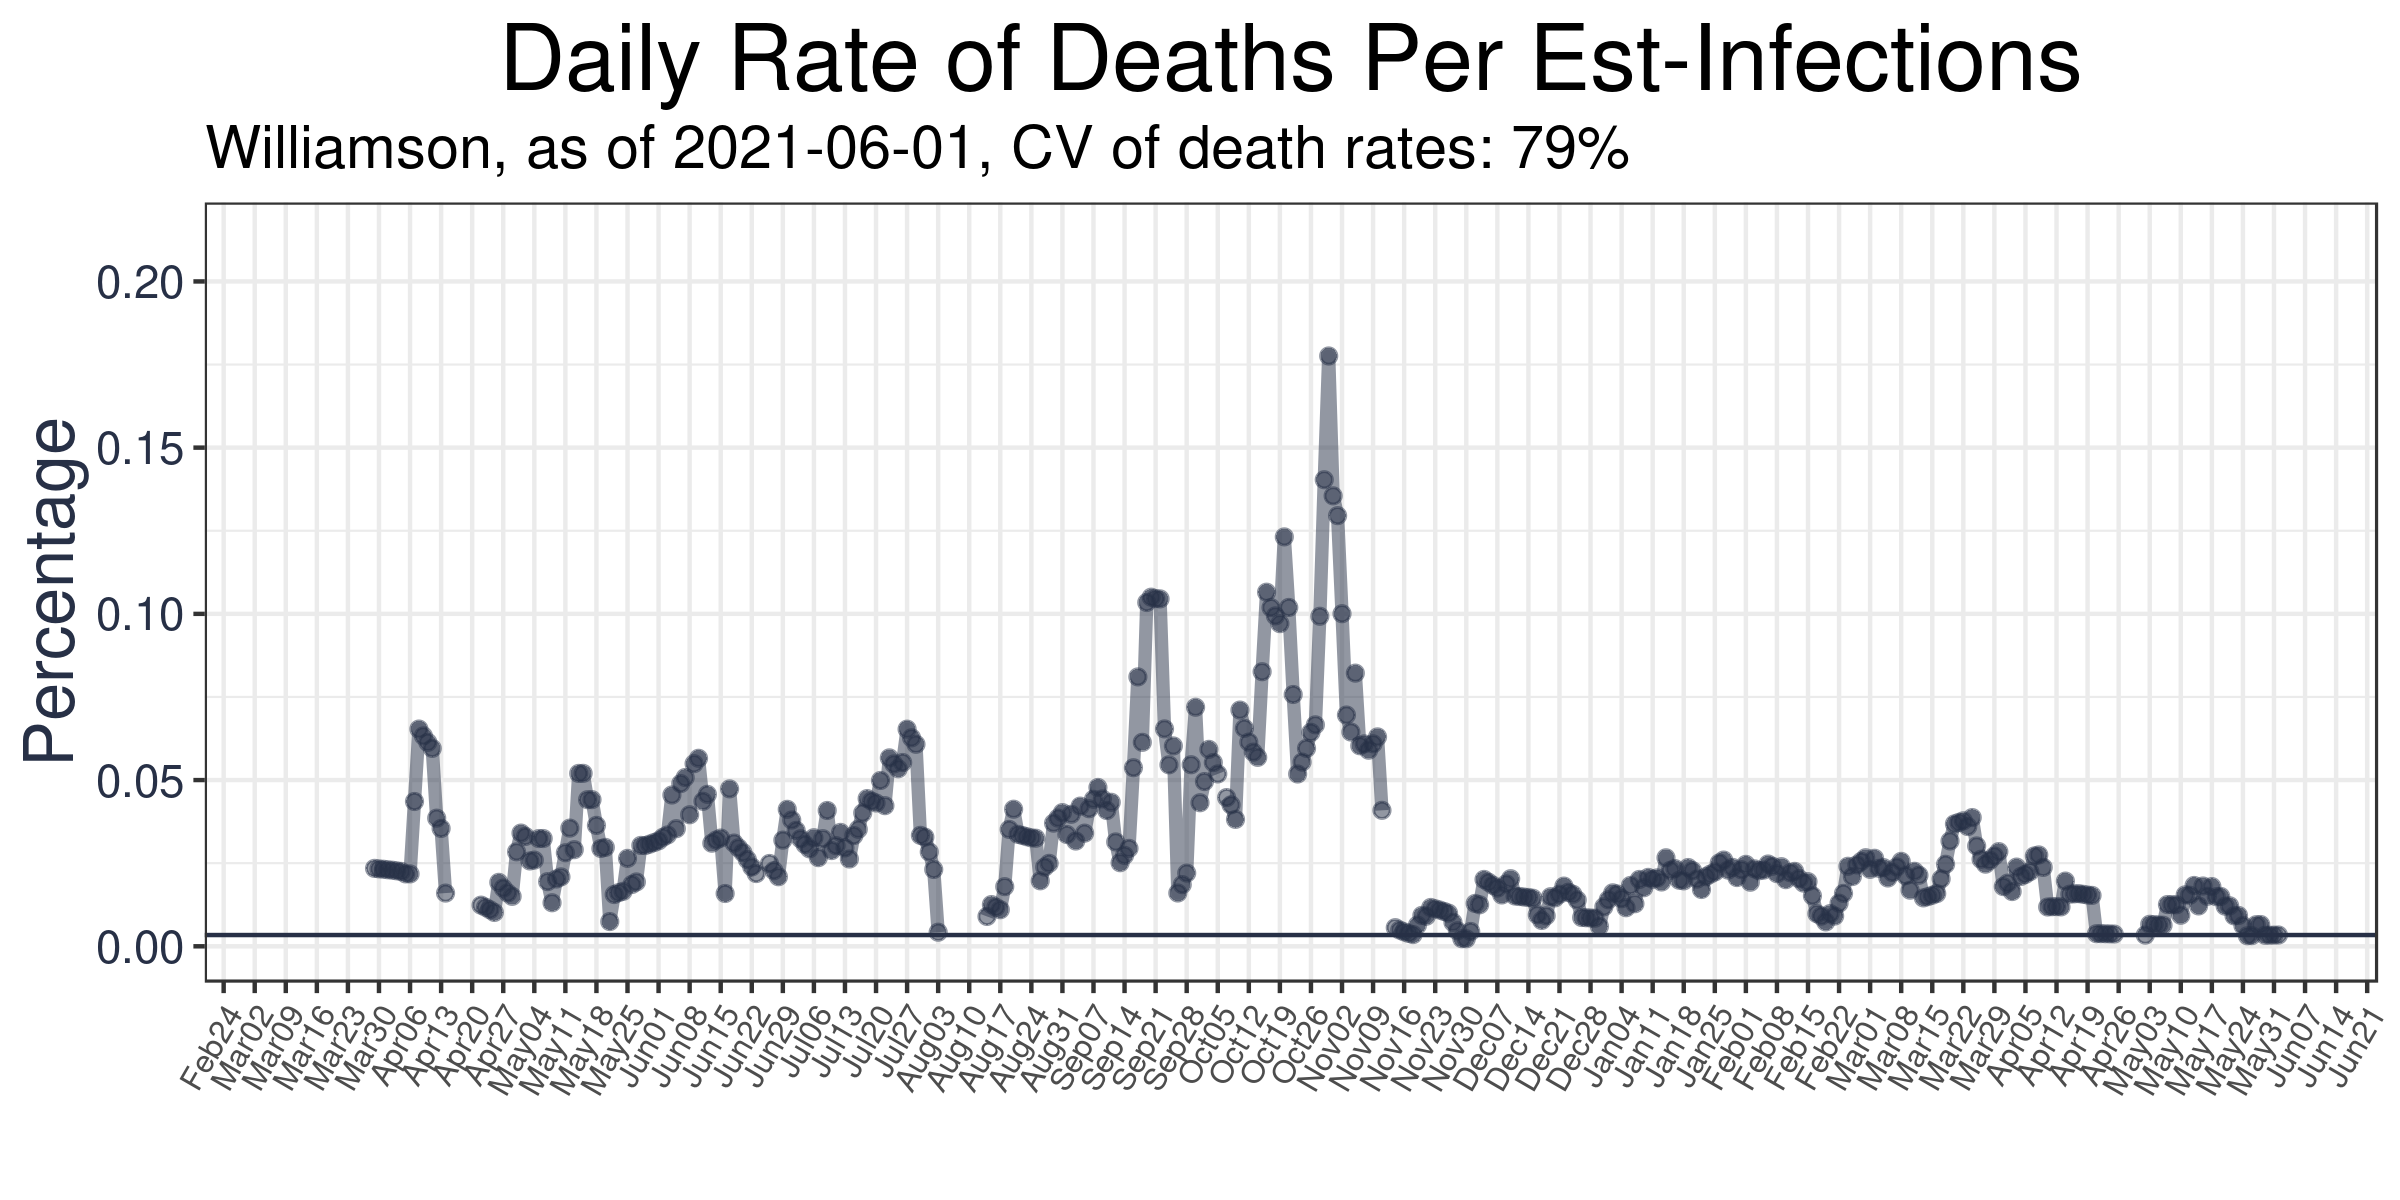 Daily Rate of Deaths Per Est-Infections
Williamson, as of 2021-06-01, CV of death rates: 79%
Percentage
0.20
0.15
0.10
0.05
0.00
Feb24
Mar02
Mar09
Mar16
Mar23
Mar30
Apr06
Apr13
Apr20
Apr27
May04
May11
May18
May25
Jun01
Jun08
Jun15
Jun22
Jun29
Jul06
Jul13
Jul20
Jul27
Aug03
Aug10
Aug17
Aug24
Aug31
Sep07
Sep14
Sep21
Sep28
Oct05
Oct12
Oct19
Oct26
Nov02
Nov09
Nov16
Nov23
Nov30
Dec07
Dec14
Dec21
Dec28
Jan04
Jan11
Jan18
Jan25
Feb01
Feb08
Feb15
Feb22
Mar01
Mar08
Mar15
Mar22
Mar29
Apr05
Apr12
Apr19
Apr26
May03
May10
May17
May24
May31
Jun07
Jun14
Jun21